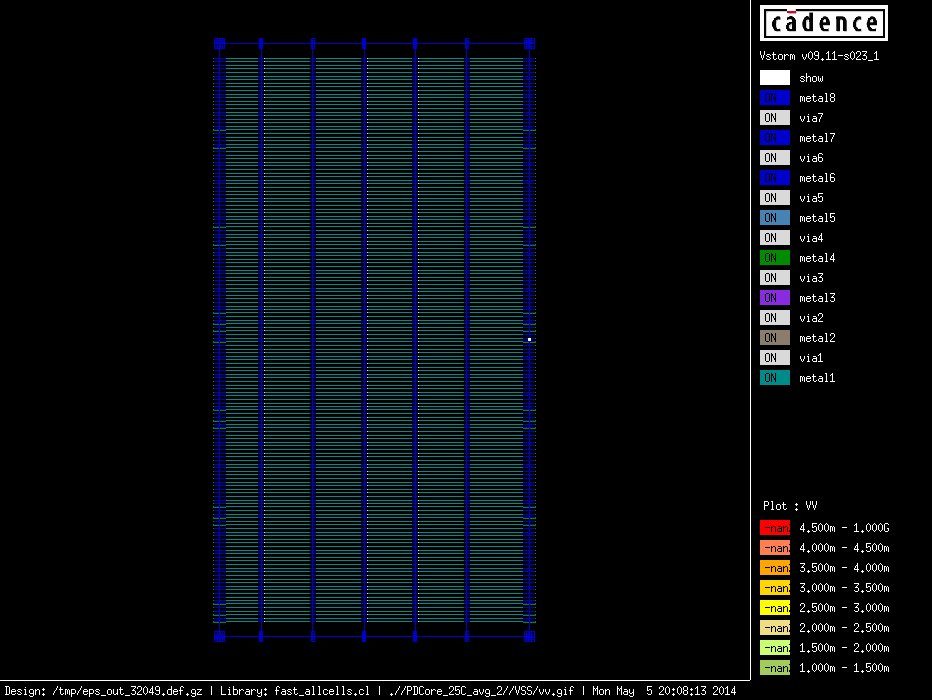 cādence
Vstorm v09.11-s023_1
show
metal8
ON via7
metal7
ON via6
metal6
ON via5
ON metal5
ON via4
ON metal4
ON via3
ON metal3
ON via2
ON metal2
ON via1
ON metal1
Plot : VV
-nan 4.500m - 1.000G
-nan 4.000m - 4.500m
-nan 3.500m - 4.000m
-nan 3.000m - 3.500m
-nan 2.500m - 3.000m
-nan 2.000m - 2.500m
-nan 1.500m - 2.000m
-nan 1.000m - 1.500m
Design: /tmp/eps_out_32049.def.gz | Library: fast_allcells.cl | .//PDCore_25C_avg_2//VSS/vv.gif | Mon May 5 20:08:13 2014